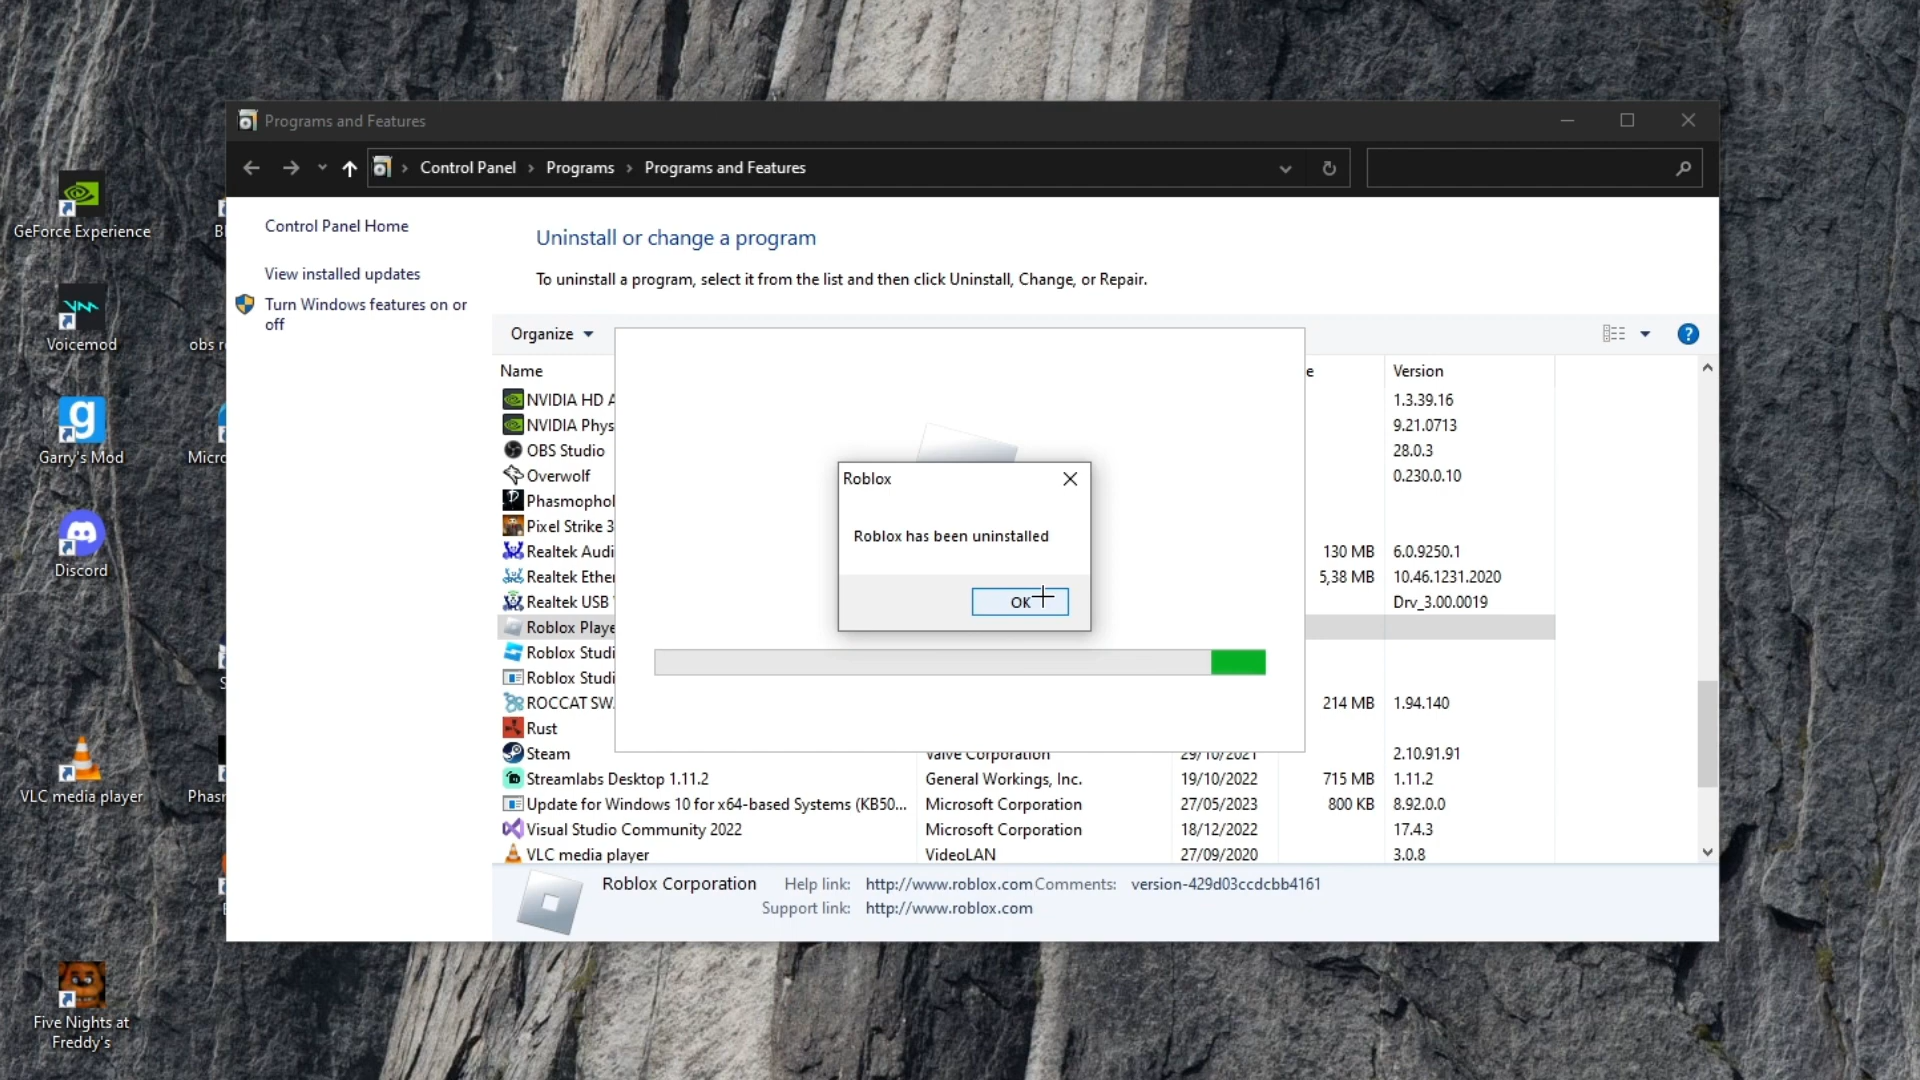 Programs and Features
Control Panel
Programs
Programs and Features
Control Panel Home
View installed updates
Turn Windows features on or
off
Uninstall or change a program
To uninstall a program, select it from the list and then click Uninstall, Change, or Repair.
Organize
Name
Version
NVIDIA HD 1.3.39.16
NVIDIA Phys 9.21.0713
OBS Studio 28.0.3
Overwolf 0.230.0.10
Phasmophol
Pixel Strike 3
Realtek Audi 130 MB 6.0.9250.1
Realtek Ether 5,38 MB 10.46.1231.2020
Realtek USB Drv_3.00.0019
Roblox Playe
Roblox Studi
Roblox Studi
ROCCAT SW 214 MB 1.94.140
Rust
Steam Valve Corporation 29/10/2021 2.10.91.91
Streamlabs Desktop 1.11.2 General Workings, Inc. 19/10/2022 715 MB 1.11.2
Update for Windows 10 for x64-based Systems (KB50... Microsoft Corporation 27/05/2023 800 KB 8.92.0.0
Visual Studio Community 2022 Microsoft Corporation 18/12/2022 17.4.3
VLC media player VideoLAN 27/09/2020 3.0.8
Roblox
Roblox has been uninstalled
OK
Roblox Corporation Help link: http://www.roblox.com Comments: version-429d03ccdcbb4161
Support link: http://www.roblox.com
GeForce Experience
Voicemod
obs r
Garry's Mod
Micro
Discord
VLC media player
Phasr
Five Nights at
Freddy's